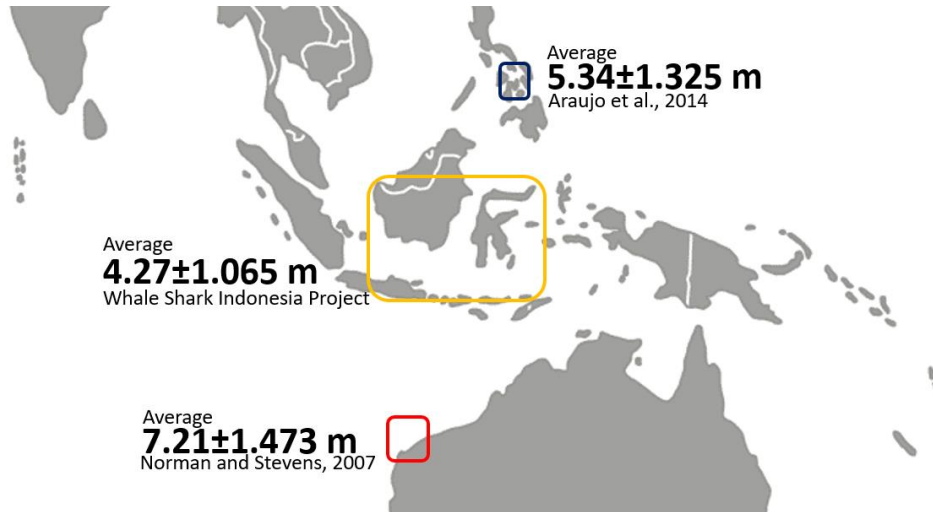 Average
5.34±1.325 m
Araujo et al., 2014
Average
4.27±1.065 m
Whale Shark Indonesia Project
Average
7.21±1.473 m
Norman and Stevens, 2007